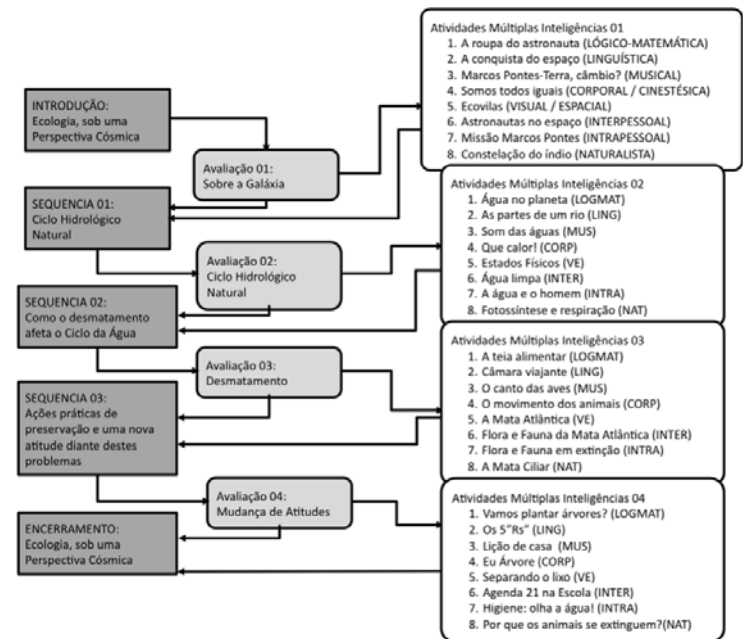 INTRODUÇÃO:
Ecologia, sob uma
Perspectiva Cósmica
Avaliação 01:
Sobre a Galáxia
Atividades Múltiplas Inteligências 01
1. A roupa do astronauta (LÓGICO-MATEMÁTICA)
2. A conquista do espaço (LINGUÍSTICA)
3. Marcos Pontes-Terra, câmbio? (MUSICAL)
4. Somos todos iguais (CORPORAL / CINESTÉSICA)
5. Ecovilas (VISUAL / ESPACIAL)
6. Astronautas no espaço (INTERPESSOAL)
7. Missão Marcos Pontes (INTRAPESSOAL)
8. Constelação do índio (NATURALISTA)
SEQUENCIA 01:
Ciclo Hidrológico
Natural
Avaliação 02:
Ciclo Hidrológico
Natural
Atividades Múltiplas Inteligências 02
1. Água no planeta (LOGMAT)
2. As partes de um rio (LING)
3. Som das águas (MUS)
4. Que calor! (CORP)
5. Estados Físicos (VE)
6. Água limpa (INTER)
7. A água e o homem (INTRA)
8. Fotossíntese e respiração (NAT)
SEQUENCIA 02:
Como o desmatamento
afeta o Ciclo da Água
Avaliação 03:
Desmatamento
Atividades Múltiplas Inteligências 03
1. A teia alimentar (LOGMAT)
2. Câmara viajante (LING)
3. O canto das aves (MUS)
4. O movimento dos animais (CORP)
5. A Mata Atlântica (VE)
6. Flora e Fauna da Mata Atlântica (INTER)
7. Flora e Fauna em extinção (INTRA)
8. A Mata Ciliar (NAT)
SEQUENCIA 03:
Ações práticas de
preservação e uma nova
atitude diante destes
problemas
Avaliação 04:
Mudança de Atitudes
Atividades Múltiplas Inteligências 04
1. Vamos plantar árvores? (LOGMAT)
2. Os 5"Rs" (LING)
3. Lição de casa (MUS)
4. Eu Árvore (CORP)
5. Separando o lixo (VE)
6. Agenda 21 na Escola (INTER)
7. Higiene: olha a água! (INTRA)
8. Por que os animais se extinguem?(NAT)
ENCERRAMENTO:
Ecologia, sob uma
Perspectiva Cósmica